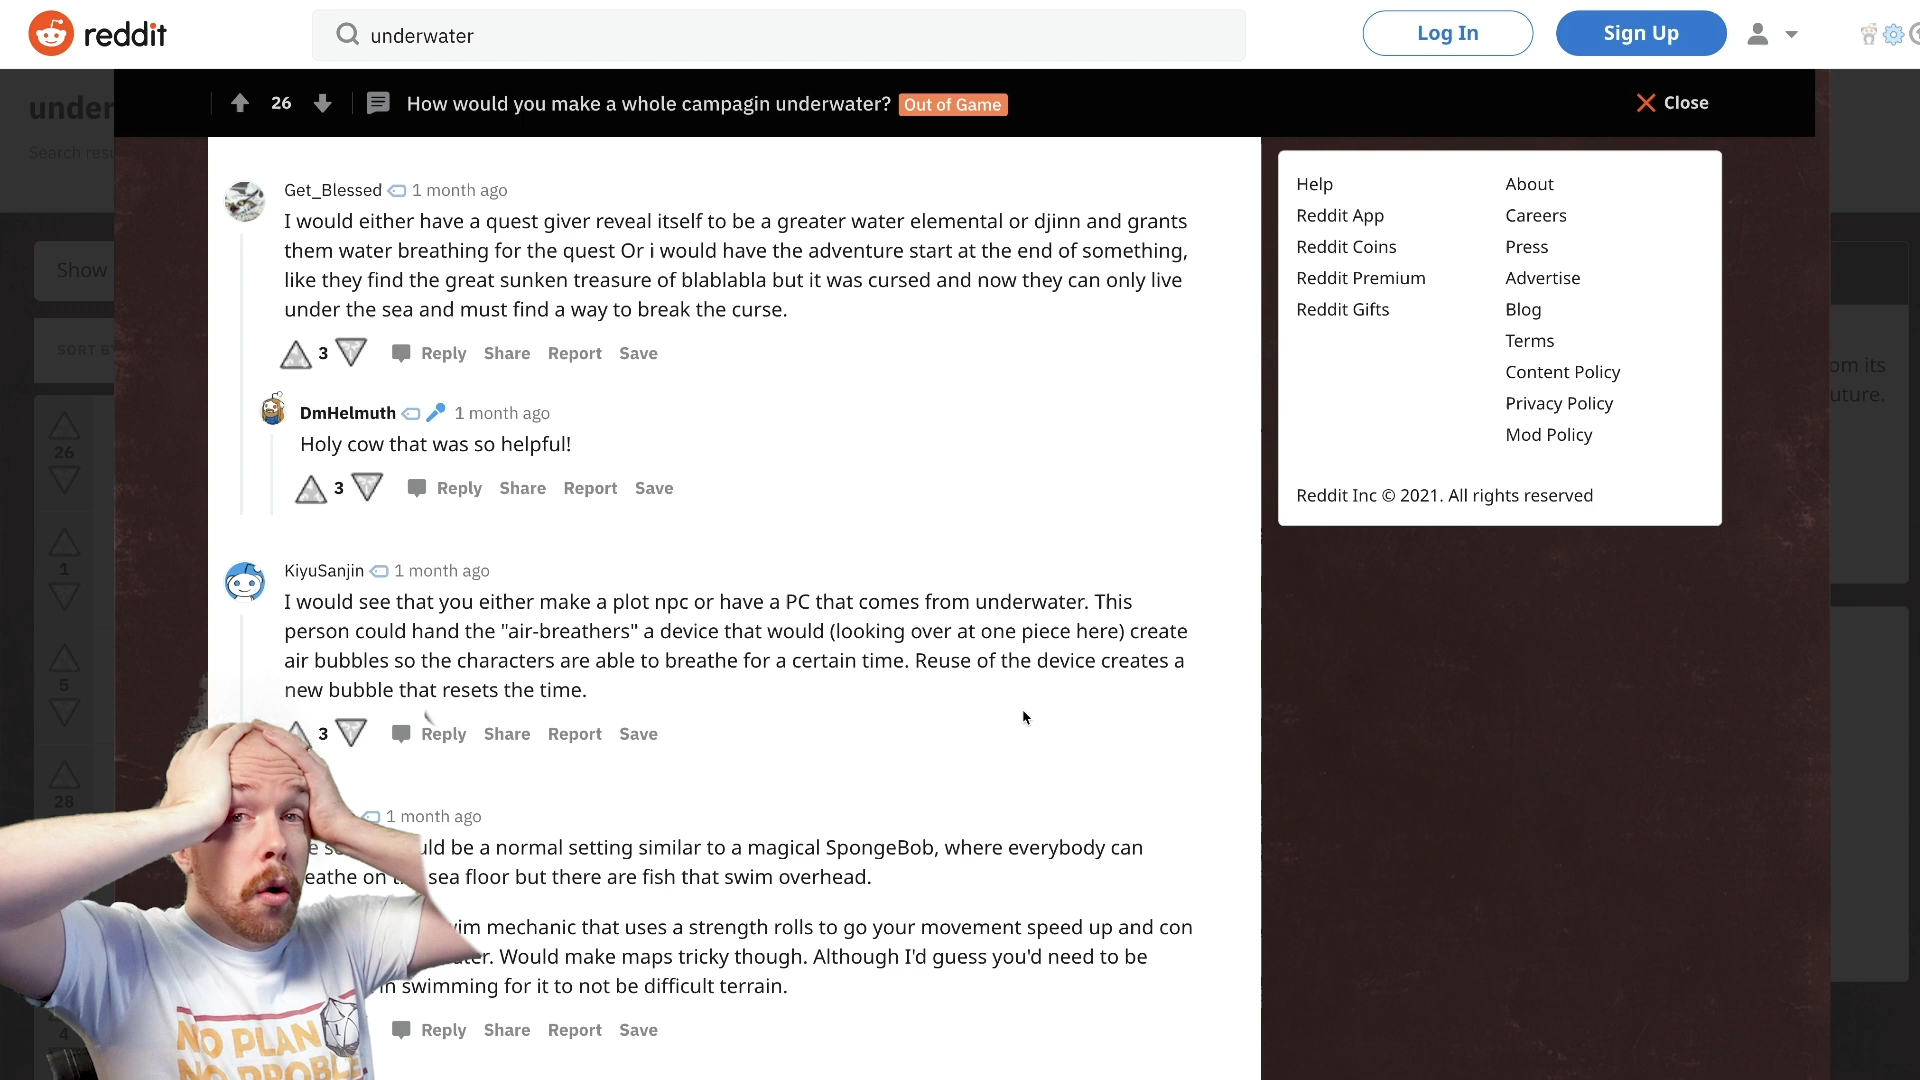 reddit
underwater
Log In
Sign Up
under
26
How would you make a whole campagin underwater?
Out of Game
Close
Search
Show
SORT
26
1
5
28
4
Get_Blessed 1 month ago
I would either have a quest giver reveal itself to be a greater water elemental or djinn and grants
them water breathing for the quest Or i would have the adventure start at the end of something,
like they find the great sunken treasure of blablabla but it was cursed and now they can only live
under the sea and must find a way to break the curse.
3 Reply Share Report Save
DmHelmuth 1 month ago
Holy cow that was so helpful!
3 Reply Share Report Save
KiyuSanjin 1 month ago
I would see that you either make a plot npc or have a PC that comes from underwater. This
person could hand the "air-breathers" a device that would (looking over at one piece here) create
air bubbles so the characters are able to breathe for a certain time. Reuse of the device creates a
new bubble that resets the time.
3 Reply Share Report Save
1 month ago
be a normal setting similar to a magical SpongeBob, where everybody can
on sea floor but there are fish that swim overhead.
mechanic that uses a strength rolls to go your movement speed up and con
Would make maps tricky though. Although I'd guess you'd need to be
in swimming for it to not be difficult terrain.
Reply Share Report Save
NO PLAN
NO
Help
Reddit App
Reddit Coins
Reddit Premium
Reddit Gifts
About
Careers
Press
Advertise
Blog
Terms
Content Policy
Privacy Policy
Mod Policy
Reddit Inc © 2021. All rights reserved
its